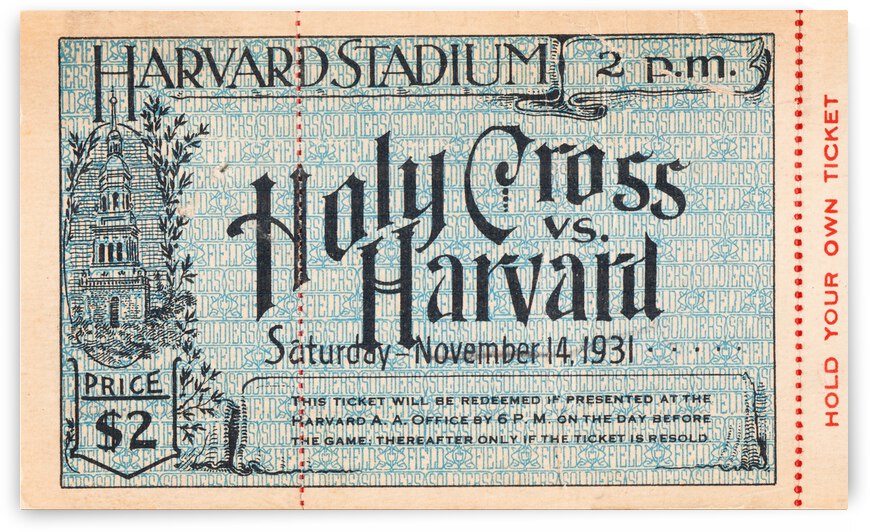 HARVARD STADIUM
2 p.m.
Holy Cross
vs.
Harvard
Saturday – November 14, 1931
PRICE
$2
THIS TICKET WILL BE REDEEMED IF PRESENTED AT THE
HARVARD A. A. OFFICE BY 6 P. M. ON THE DAY BEFORE
THE GAME; THEREAFTER ONLY IF THE TICKET IS RESOLD.
HOLD YOUR OWN TICKET
SOLDIERS FIELD